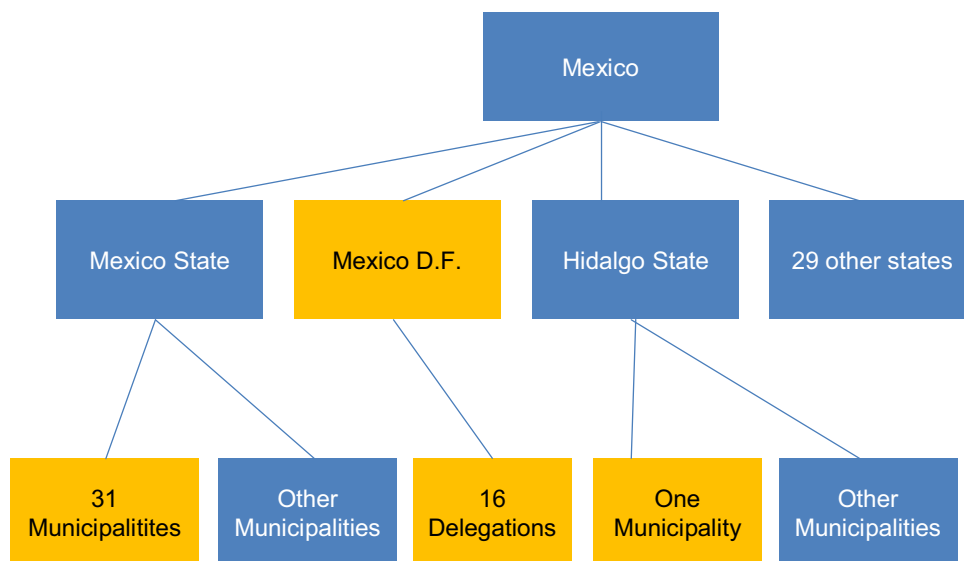 Mexico
Mexico State
Mexico D.F.
Hidalgo State
29 other states
31
Municipalitites
Other
Municipalities
16
Delegations
One
Municipality
Other
Municipalities